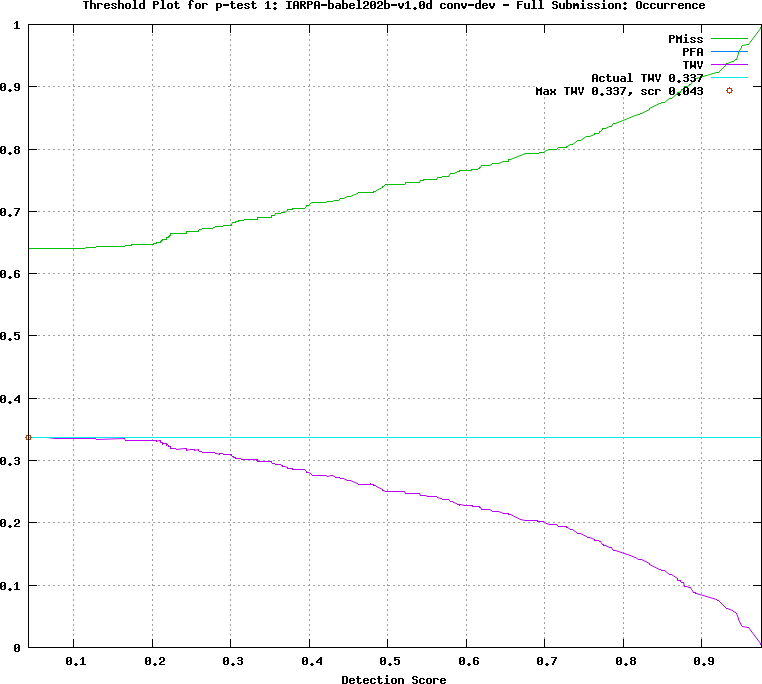 Threshold Plot for p-test 1: IARPA-babel202b-v1.0d conv-dev - Full Submission: Occurrence
PMiss
PFA
TWV
Actual TWV 0.337
Max TWV 0.337, scr 0.043
1
0.9
0.8
0.7
0.6
0.5
0.4
0.3
0.2
0.1
0
0.1 0.2 0.3 0.4 0.5 0.6 0.7 0.8 0.9
Detection Score